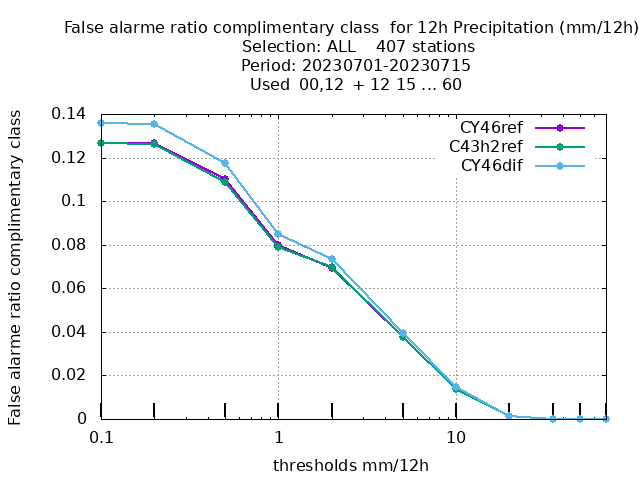 False alarme ratio complimentary class  for 12h Precipitation (mm/12h)
Selection: ALL    407 stations
Period: 20230701-20230715
Used  00,12  + 12 15 ... 60
False alarme ratio complimentary class
0.14
0.12
0.1
0.08
0.06
0.04
0.02
0
CY46ref
C43h2ref
CY46dif
0.1 1 10
thresholds mm/12h